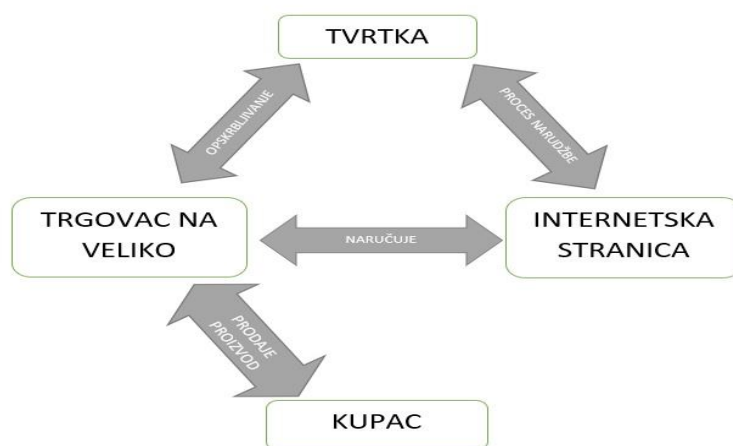 TVRTKA
OPSKRBLJIVANJE
PROCES NARUDŽBE
TRGOVAC NA
VELIKO
NARUČUJE
INTERNETSKA
STRANICA
PRODAJE
PROIZVOD
KUPAC